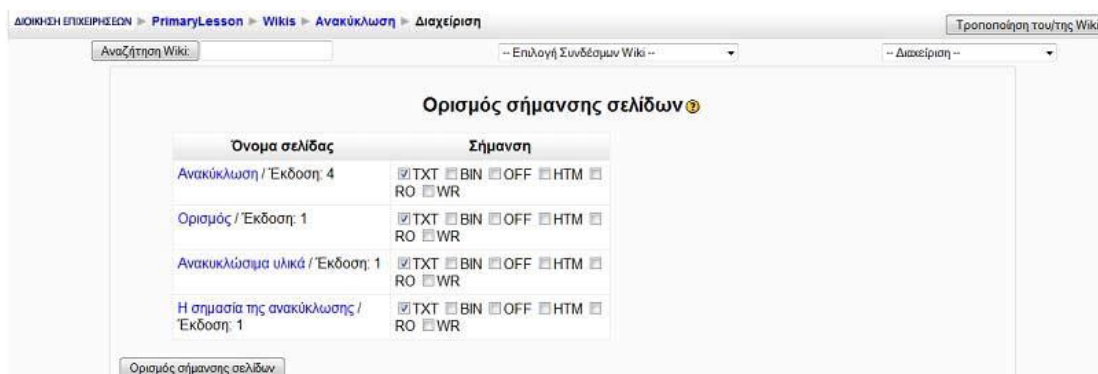 ΔΙΟΙΚΗΣΗ ΕΠΙΧΕΙΡΗΣΕΩΝ ► PrimaryLesson ► Wikis ► Ανακύκλωση ► Διαχείριση
Τροποποίηση του/της Wiki
Αναζήτηση Wiki:
-- Επιλογή Συνδέσμων Wiki --
-- Διαχείριση --
Ορισμός σήμανσης σελίδων
Όνομα σελίδας
Σήμανση
Ανακύκλωση / Έκδοση: 4
TXT BIN OFF HTM
RO WR
Ορισμός / Έκδοση: 1
TXT BIN OFF HTM
RO WR
Ανακυκλώσιμα υλικά / Έκδοση: 1
TXT BIN OFF HTM
RO WR
Η σημασία της ανακύκλωσης /
Έκδοση: 1
TXT BIN OFF HTM
RO WR
Ορισμός σήμανσης σελίδων